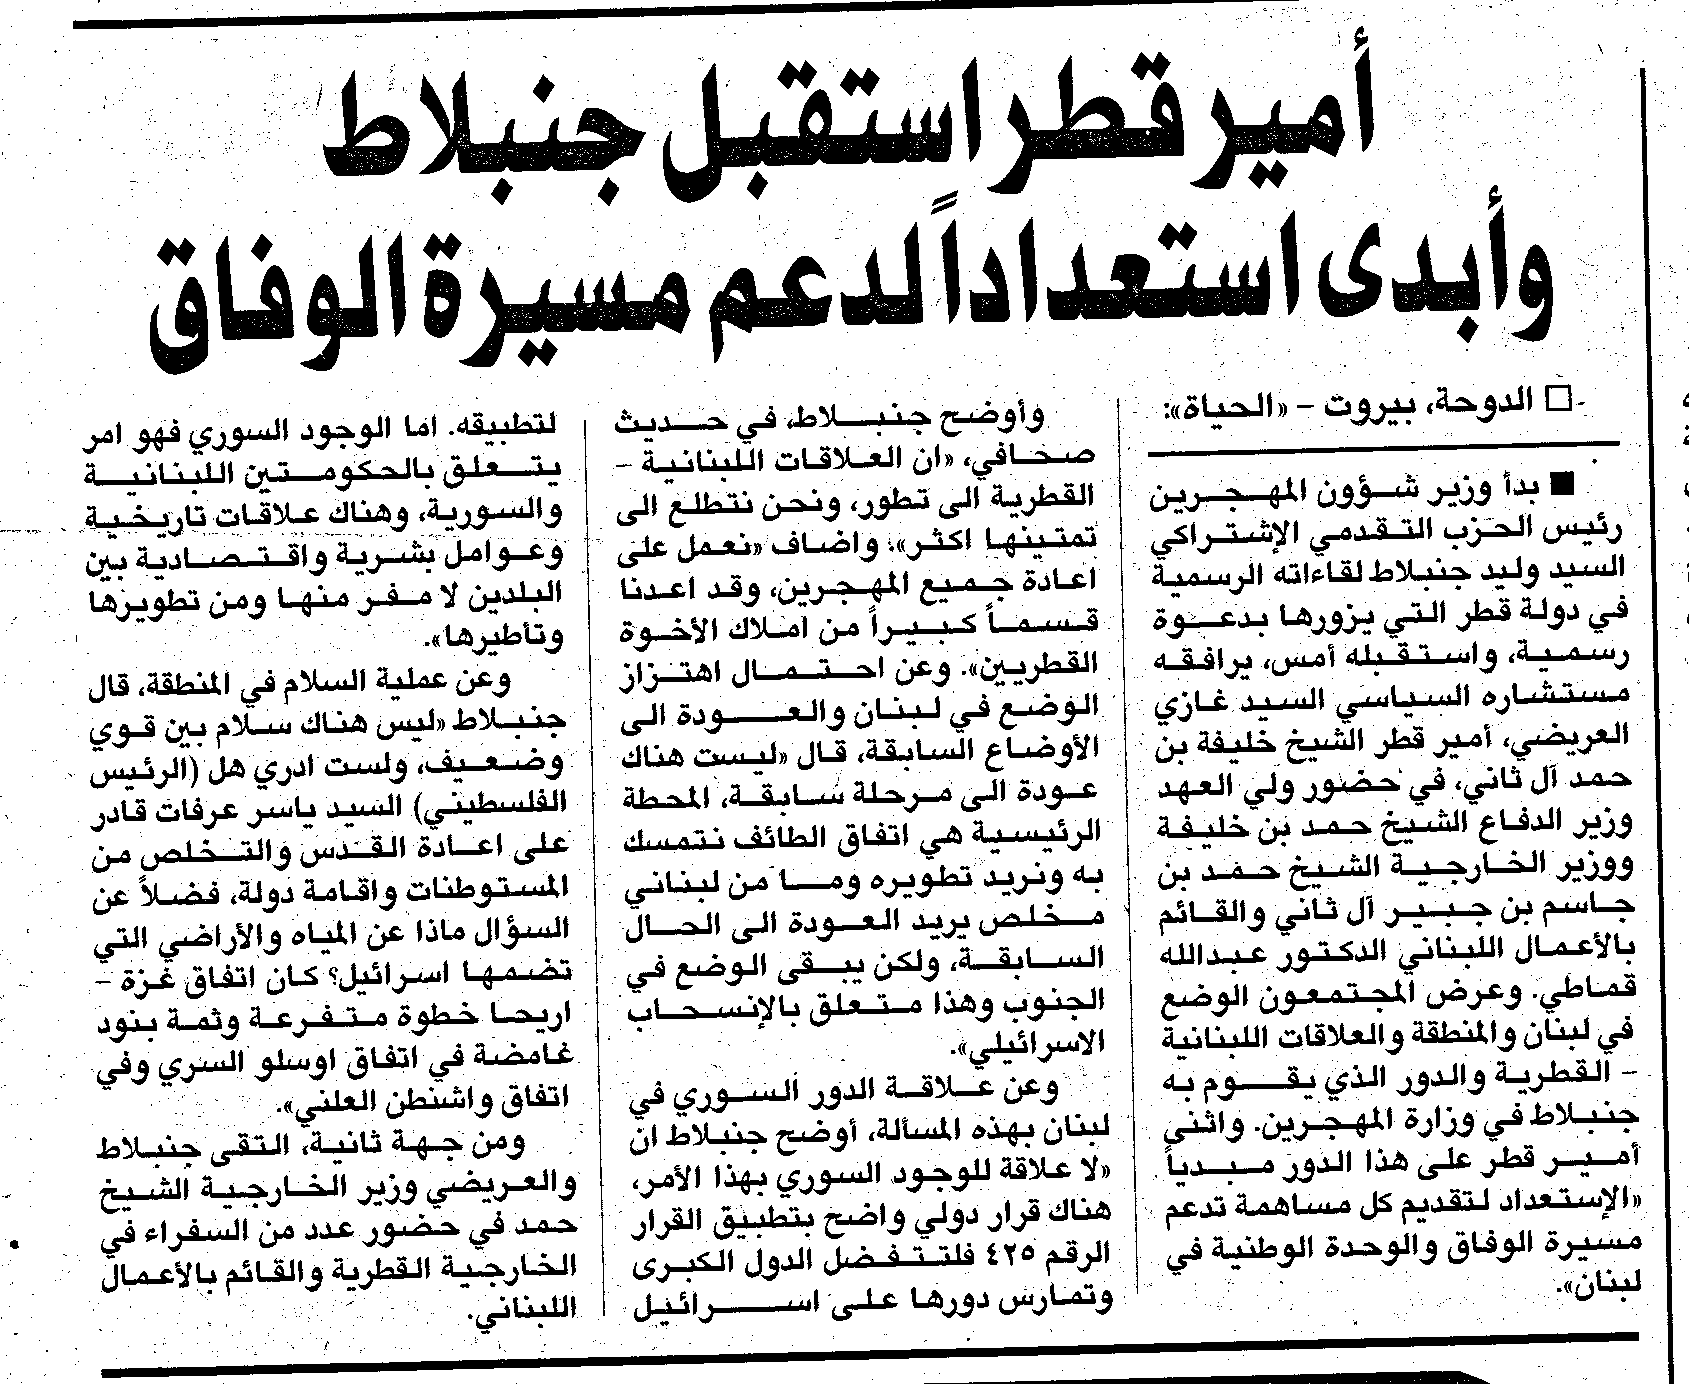 أمير قطر استقبل جنبلاط
وأبدى استعداداً لدعم مسيرة الوفاق
□ الدوحة، بيروت – «الحياة»:
■ بدأ وزير شؤون المهجرين
رئيس الحزب التقدمي الإشتراكي
السيد وليد جنبلاط لقاءاته الرسمية
في دولة قطر التي يزورها بدعوة
رسمية، واستقبله أمس، يرافقه
مستشاره السياسي السيد غازي
العريضي، أمير قطر الشيخ خليفة بن
حمد آل ثاني، في حضور ولي العهد
وزير الدفاع الشيخ حمد بن خليفة
ووزير الخارجية الشيخ حمد بن
جاسم بن جبير آل ثاني والقائم
بالأعمال اللبناني الدكتور عبدالله
قماطي. وعرض المجتمعون الوضع
في لبنان والمنطقة والعلاقات اللبنانية
– القطرية والدور الذي يقوم به
جنبلاط في وزارة المهجرين. واثنى
أمير قطر على هذا الدور مبدياً
«الإستعداد لتقديم كل مساهمة تدعم
مسيرة الوفاق والوحدة الوطنية في
لبنان».
وأوضح جنبلاط، في حديث
صحافي، «ان العلاقات اللبنانية –
القطرية الى تطور، ونحن نتطلع الى
تمتينها اكثر»؛ واضاف «نعمل على
اعادة جميع المهجرين، وقد اعدنا
قسماً كبيراً من املاك الأخوة
القطريين». وعن احتمال اهتزاز
الوضع في لبنان والعودة الى
الأوضاع السابقة، قال «ليست هناك
عودة الى مرحلة سابقة، المحطة
الرئيسية هي اتفاق الطائف نتمسك
به ونريد تطويره وما من لبناني
مخلص يريد العودة الى الحال
السابقة، ولكن يبقى الوضع في
الجنوب وهذا متعلق بالإنسحاب
الاسرائيلي».
وعن علاقة الدور السوري في
لبنان بهذه المسألة، أوضح جنبلاط ان
«لا علاقة للوجود السوري بهذا الأمر،
هناك قرار دولي واضح بتطبيق القرار
الرقم ٤٢٥ فلتتفضل الدول الكبرى
وتمارس دورها على اسرائيل
لتطبيقه. اما الوجود السوري فهو امر
يتعلق بالحكومتين اللبنانية
والسورية، وهناك علاقات تاريخية
وعوامل بشرية واقتصادية بين
البلدين لا مفر منها ومن تطويرها
وتأطيرها».
وعن عملية السلام في المنطقة، قال
جنبلاط «ليس هناك سلام بين قوي
وضعيف، ولست ادري هل (الرئيس
الفلسطيني) السيد ياسر عرفات قادر
على اعادة القدس والتخلص من
المستوطنات واقامة دولة، فضلاً عن
السؤال ماذا عن المياه والأراضي التي
تضمها اسرائيل؟ كان اتفاق غزة –
اريحا خطوة متفرعة وثمة بنود
غامضة في اتفاق اوسلو السري وفي
اتفاق واشنطن العلني».
ومن جهة ثانية، التقى جنبلاط
والعريضي وزير الخارجية الشيخ
حمد في حضور عدد من السفراء في
الخارجية القطرية والقائم بالأعمال
اللبناني.